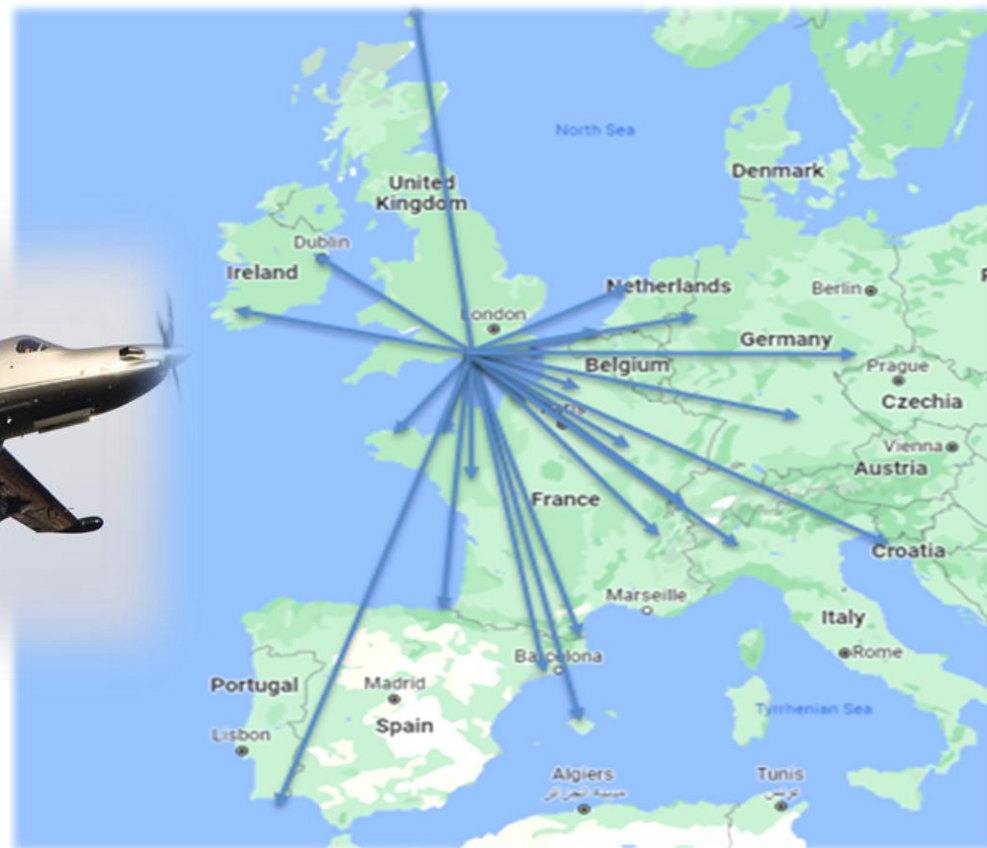 North Sea
Denmark
United
Kingdom
Dublin
Ireland
Netherlands
Berlin
London
Germany
Belgium
Prague
Czechia
Paris
Vienna
Austria
France
Croatia
Marseille
Italy
Barcelona
Rome
Portugal
Madrid
Spain
Tyrrhenian Sea
Lisbon
Algiers
Tunis
تونس